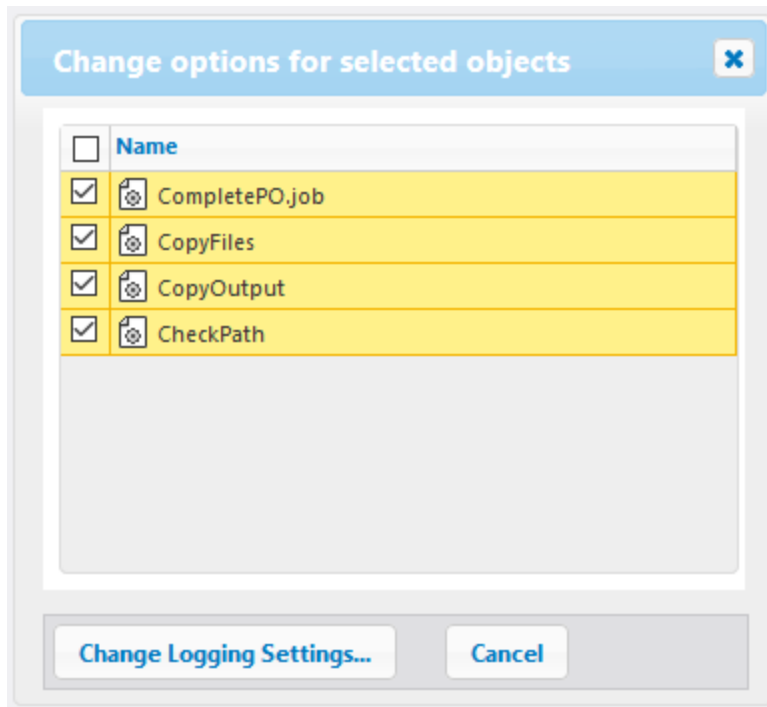 Change options for selected objects
Name
CompletePO.job
CopyFiles
CopyOutput
CheckPath
Change Logging Settings... Cancel